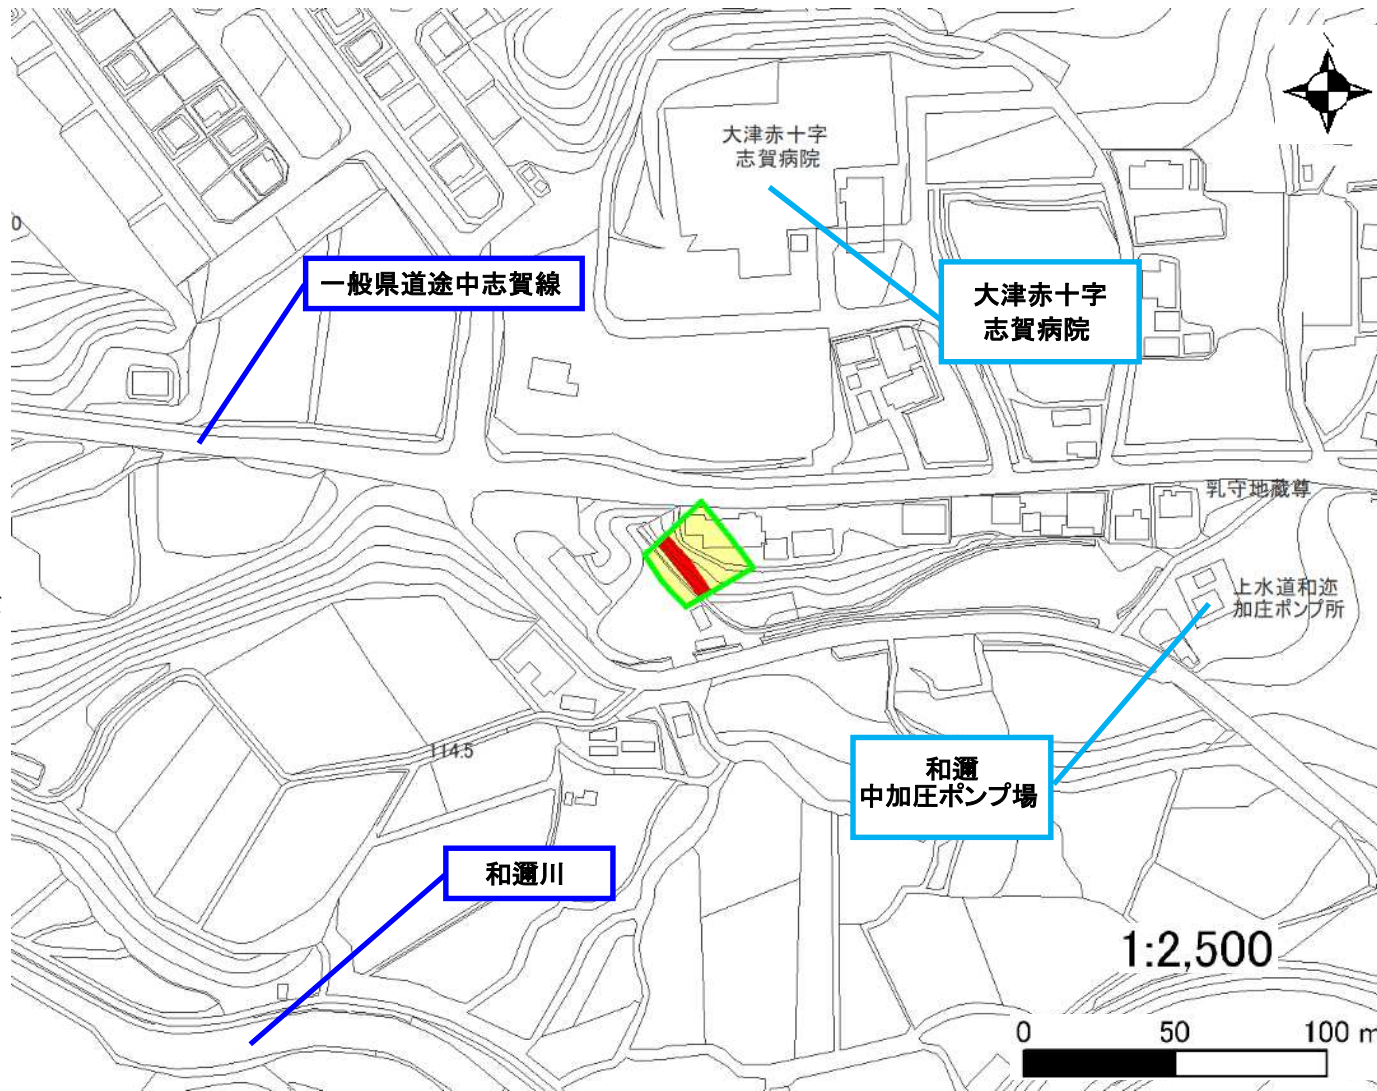 大津赤十字
志賀病院
0
一般県道途中志賀線
大津赤十字
志賀病院
乳守地蔵尊
上水道和迩
加圧ポンプ所
114.5
和邇
中加圧ポンプ場
和邇川
1:2,500
0 50 100 m